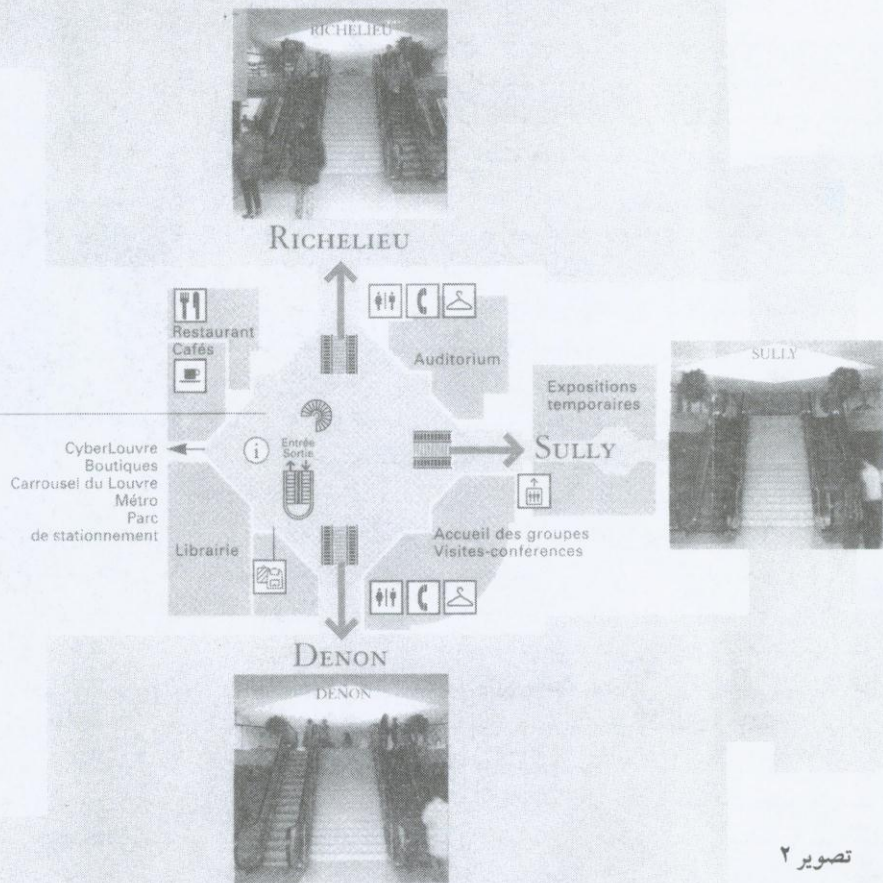 RICHELIEU
RICHELIEU
Restaurant
Cafés
Auditorium
SULLY
Expositions
temporaires
CyberLouvre
Boutiques
Carrousel du Louvre
Métro
Parc
de stationnement
i
Entrée
Sortie
SULLY
Librairie
Accueil des groupes
Visites-conférences
DENON
DENON
تصویر ۲